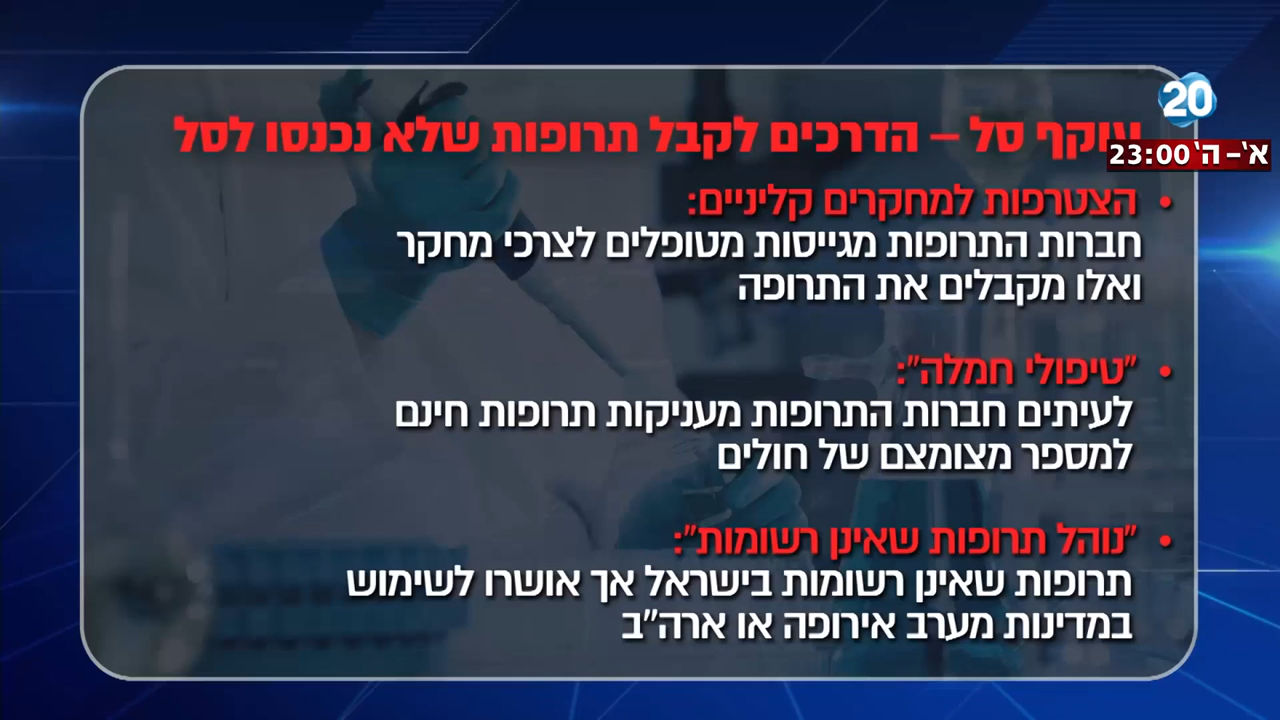 עוקף סל – הדרכים לקבל תרופות שלא נכנסו לסל
20
א'-ה' 23:00
• הצטרפות למחקרים קליניים:
חברות התרופות מגייסות מטופלים לצרכי מחקר
ואלו מקבלים את התרופה
• "טיפולי חמלה":
לעיתים חברות התרופות מעניקות תרופות חינם
למספר מצומצם של חולים
• "נוהל תרופות שאינן רשומות":
תרופות שאינן רשומות בישראל אך אושרו לשימוש
במדינות מערב אירופה או ארה"ב